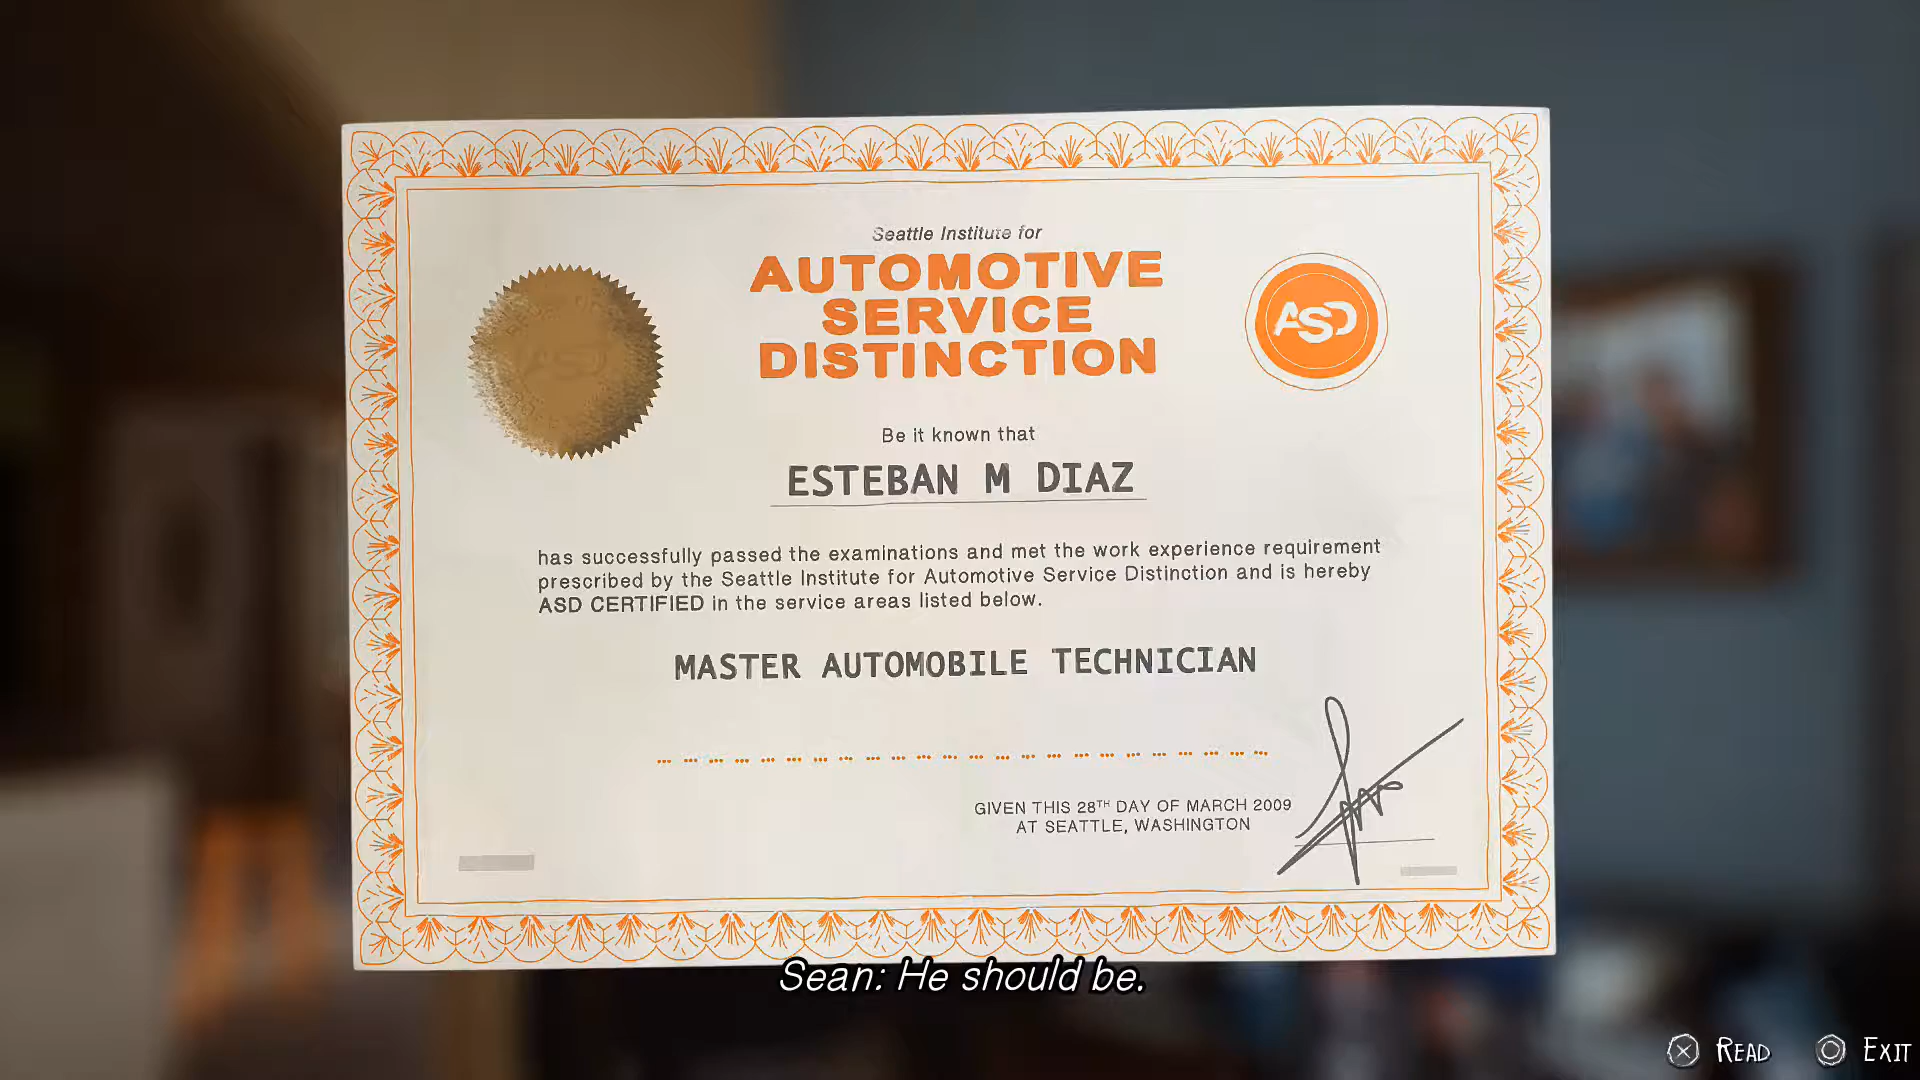 Seattle Institute for
AUTOMOTIVE
SERVICE
DISTINCTION
ASD
ASD
Be it known that
ESTEBAN M DIAZ
has successfully passed the examinations and met the work experience requirement
prescribed by the Seattle Institute for Automotive Service Distinction and is hereby
ASD CERTIFIED in the service areas listed below.
MASTER AUTOMOBILE TECHNICIAN
GIVEN THIS 28TH DAY OF MARCH 2009
AT SEATTLE, WASHINGTON
Sean: He should be.
READ
EXIT